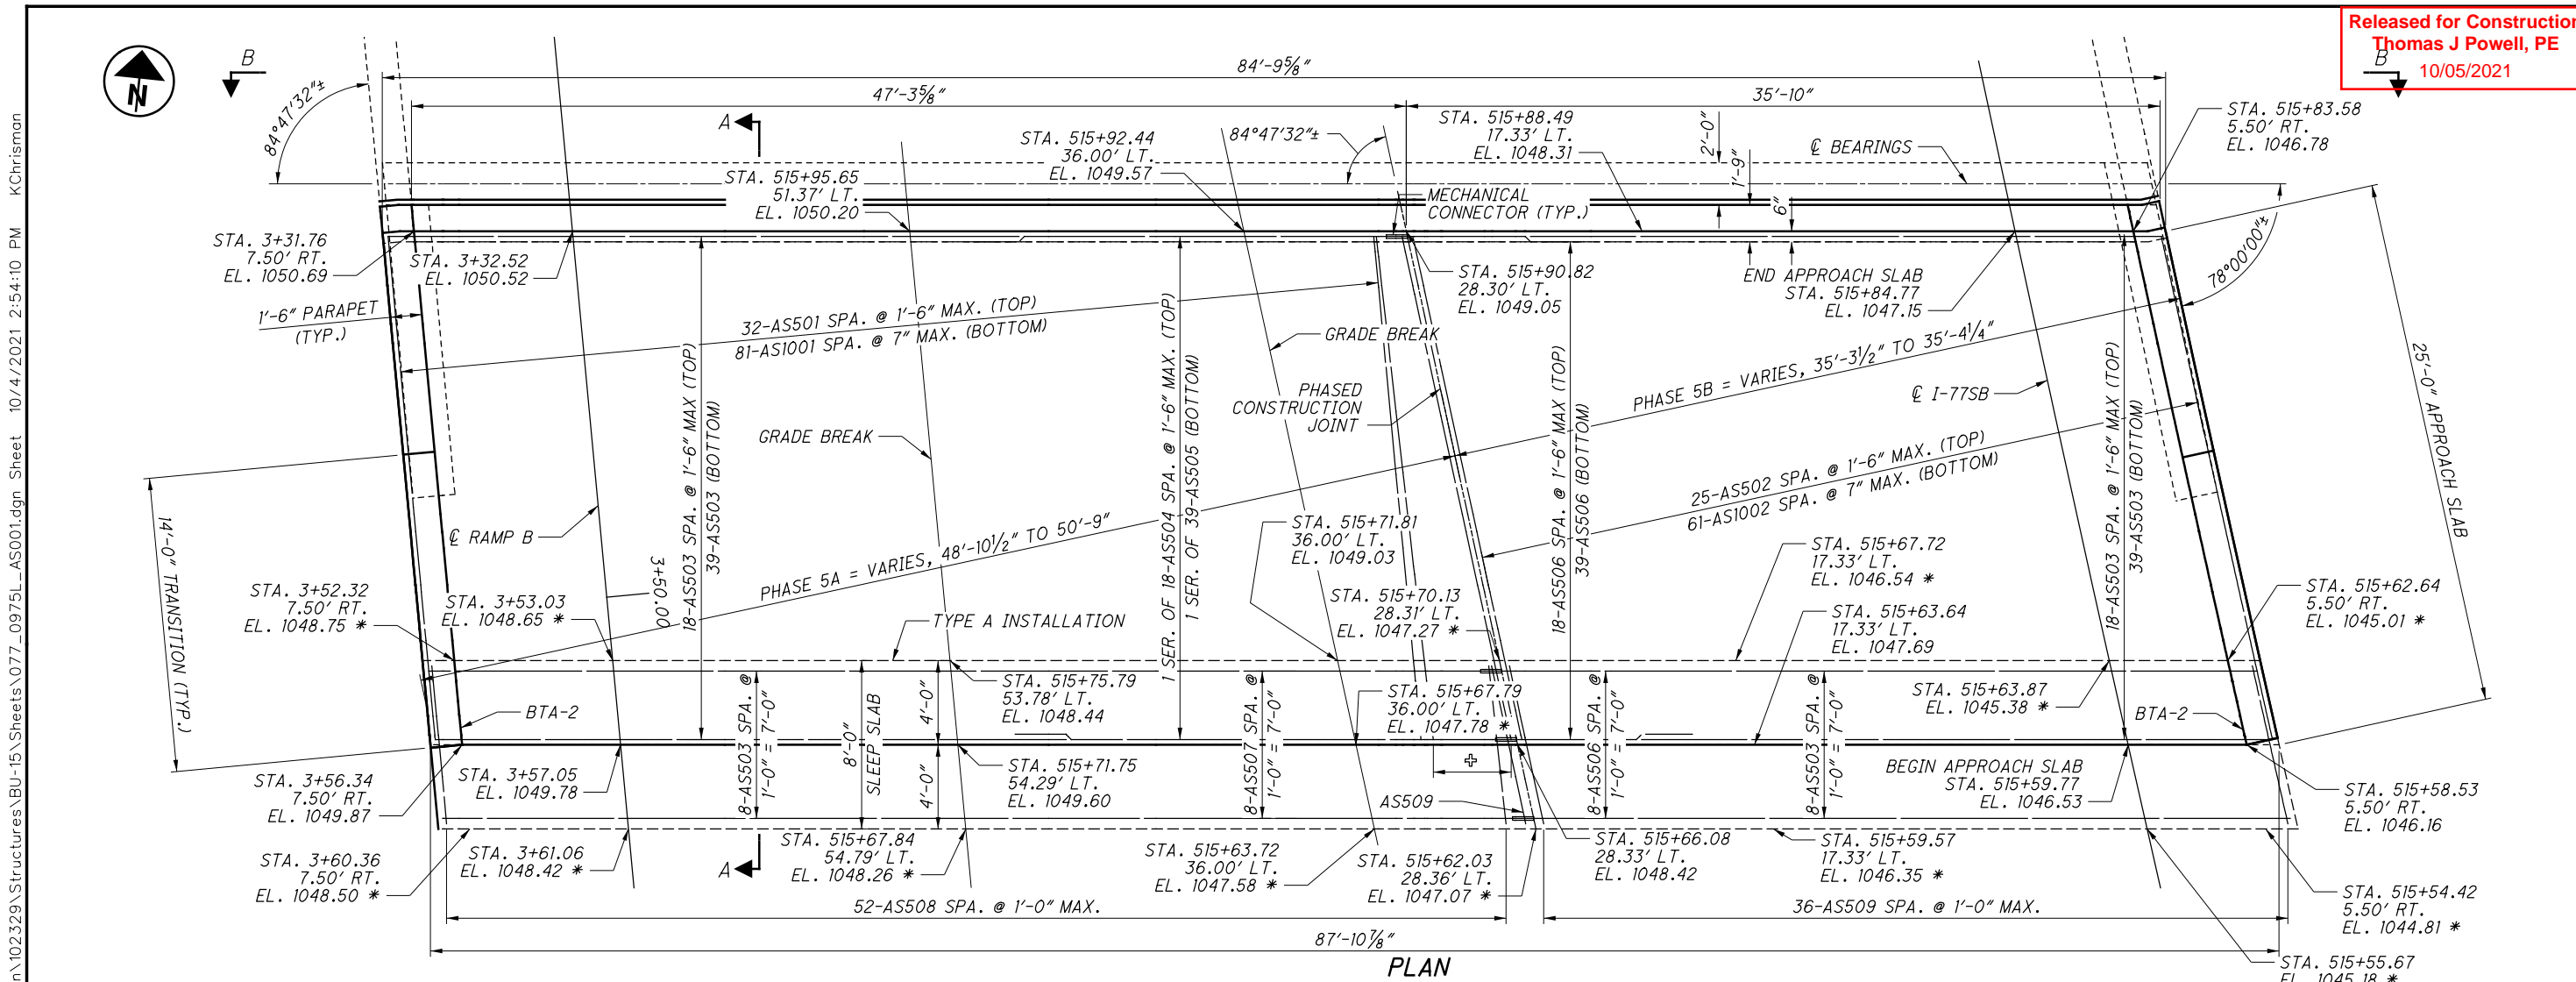 Released for Construction
Thomas J Powell, PE
10/05/2021
n\102329\Structures\BU-15\Sheets\077_0975L_AS001.dgn Sheet 10/4/2021 2:54:10 PM KChrisman
N
B
B
84'-9⅝"
47'-3⅝"
35'-10"
84°47'32"±
A
STA. 515+92.44
36.00' LT.
EL. 1049.57
84°47'32"±
STA. 515+88.49
17.33' LT.
EL. 1048.31
2'-0"
1'-9"
6"
℄ BEARINGS
STA. 515+83.58
5.50' RT.
EL. 1046.78
STA. 515+95.65
51.37' LT.
EL. 1050.20
MECHANICAL
CONNECTOR (TYP.)
STA. 3+31.76
7.50' RT.
EL. 1050.69
STA. 3+32.52
EL. 1050.52
STA. 515+90.82
28.30' LT.
EL. 1049.05
END APPROACH SLAB
STA. 515+84.77
EL. 1047.15
78°00'00"±
1'-6" PARAPET
(TYP.)
32-AS501 SPA. @ 1'-6" MAX. (TOP)
81-AS1001 SPA. @ 7" MAX. (BOTTOM)
GRADE BREAK
PHASED
CONSTRUCTION
JOINT
PHASE 5B = VARIES, 35'-3½" TO 35'-4¼"
℄ I-77SB
25'-0" APPROACH SLAB
18-AS503 SPA. @ 1'-6" MAX (TOP)
39-AS503 (BOTTOM)
1 SER. OF 18-AS504 SPA. @ 1'-6" MAX. (TOP)
1 SER. OF 39-AS505 (BOTTOM)
18-AS506 SPA. @ 1'-6" MAX (TOP)
39-AS506 (BOTTOM)
18-AS503 SPA. @ 1'-6" MAX (TOP)
39-AS503 (BOTTOM)
GRADE BREAK
25-AS502 SPA. @ 1'-6" MAX. (TOP)
61-AS1002 SPA. @ 7" MAX. (BOTTOM)
14'-0" TRANSITION (TYP.)
℄ RAMP B
3+50.00
PHASE 5A = VARIES, 48'-10½" TO 50'-9"
STA. 515+71.81
36.00' LT.
EL. 1049.03
STA. 515+67.72
17.33' LT.
EL. 1046.54 *
STA. 3+52.32
7.50' RT.
EL. 1048.75 *
STA. 3+53.03
EL. 1048.65 *
TYPE A INSTALLATION
STA. 515+70.13
28.31' LT.
EL. 1047.27 *
STA. 515+63.64
17.33' LT.
EL. 1047.69
STA. 515+62.64
5.50' RT.
EL. 1045.01 *
BTA-2
8-AS503 SPA. @
1'-0" = 7'-0"
8'-0"
SLEEP SLAB
4'-0"
4'-0"
STA. 515+75.79
53.78' LT.
EL. 1048.44
8-AS507 SPA. @
1'-0" = 7'-0"
STA. 515+67.79
36.00' LT.
EL. 1047.78 *
8-AS506 SPA. @
1'-0" = 7'-0"
8-AS503 SPA. @
1'-0" = 7'-0"
STA. 515+63.87
EL. 1045.38 *
BTA-2
STA. 3+56.34
7.50' RT.
EL. 1049.87
STA. 3+57.05
EL. 1049.78
STA. 515+71.75
54.29' LT.
EL. 1049.60
AS509
BEGIN APPROACH SLAB
STA. 515+59.77
EL. 1046.53
STA. 515+58.53
5.50' RT.
EL. 1046.16
STA. 3+60.36
7.50' RT.
EL. 1048.50 *
STA. 3+61.06
EL. 1048.42 *
A
STA. 515+67.84
54.79' LT.
EL. 1048.26 *
STA. 515+63.72
36.00' LT.
EL. 1047.58 *
STA. 515+62.03
28.36' LT.
EL. 1047.07 *
STA. 515+66.08
28.33' LT.
EL. 1048.42
STA. 515+59.57
17.33' LT.
EL. 1046.35 *
STA. 515+54.42
5.50' RT.
EL. 1044.81 *
52-AS508 SPA. @ 1'-0" MAX.
36-AS509 SPA. @ 1'-0" MAX.
87'-10⅞"
STA. 515+55.67
EL. 1045.18 *
PLAN